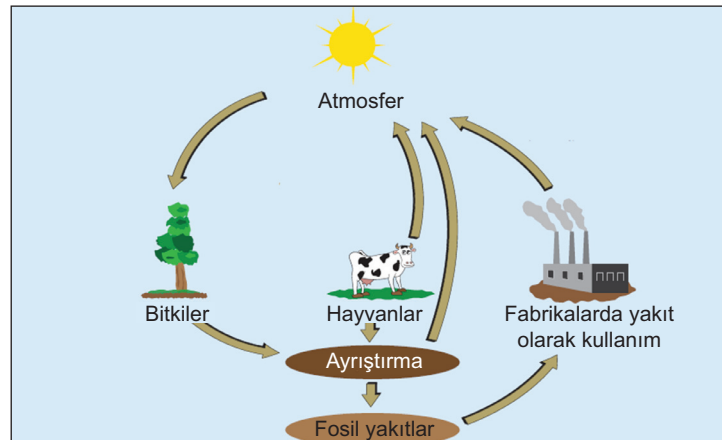 Atmosfer
Bitkiler
Hayvanlar
Fabrikalarda yakıt
olarak kullanım
Ayrıştırma
Fosil yakıtlar